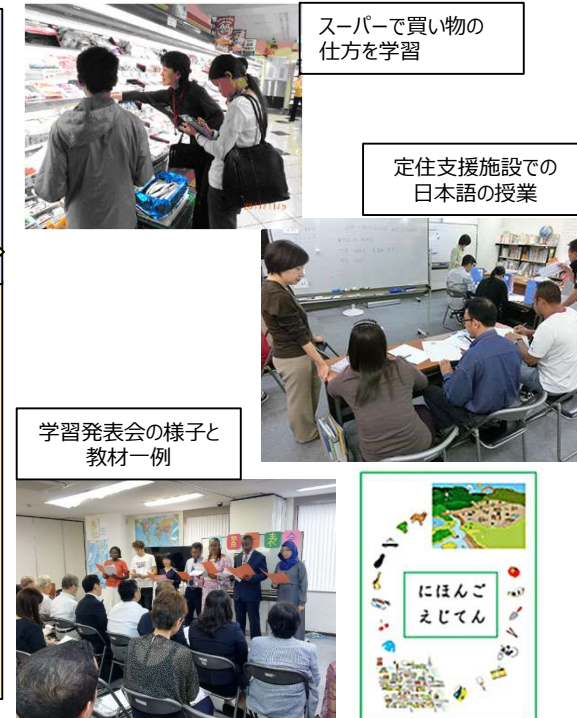 スーパーで買い物の
仕方を学習
定住支援施設での
日本語の授業
学習発表会の様子と
教材一例
表
会
にほんご
えじてん